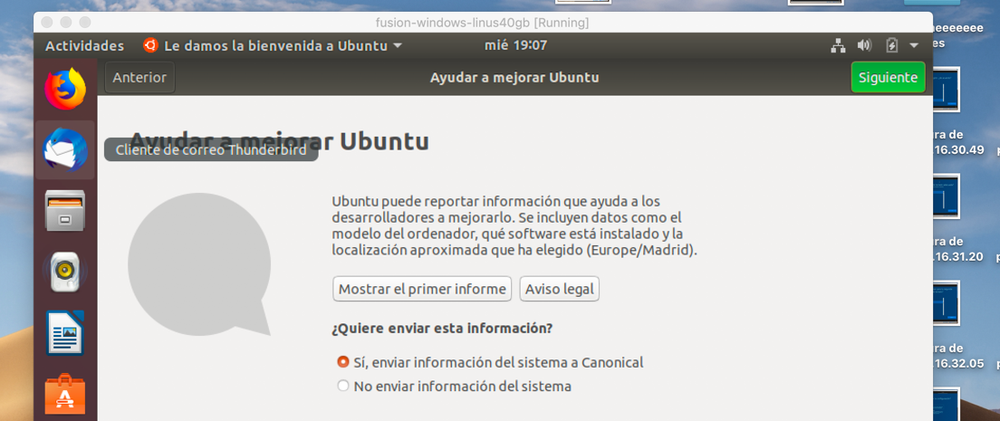 fusion-windows-linus40gb [Running]
Actividades
Le damos la bienvenida a Ubuntu
mié 19:07
Anterior
Ayudar a mejorar Ubuntu
Siguiente
Ayudar a mejorar Ubuntu
Cliente de correo Thunderbird
Ubuntu puede reportar información que ayuda a los
desarrolladores a mejorarlo. Se incluyen datos como el
modelo del ordenador, qué software está instalado y la
localización aproximada que ha elegido (Europe/Madrid).
Mostrar el primer informe
Aviso legal
¿Quiere enviar esta información?
Sí, enviar información del sistema a Canonical
No enviar información del sistema
es
ra de
.16.30.49
ra de
.16.31.20
ra de
.16.32.05